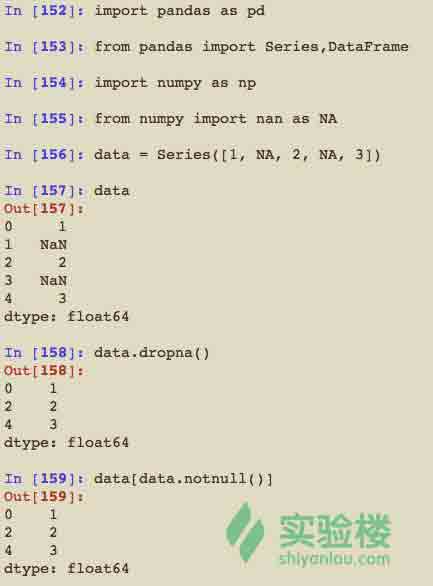 In [152]: import pandas as pd
In [153]: from pandas import Series,DataFrame
In [154]: import numpy as np
In [155]: from numpy import nan as NA
In [156]: data = Series([1, NA, 2, NA, 3])
In [157]: data
Out[157]:
0     1
1   NaN
2     2
3   NaN
4     3
dtype: float64
In [158]: data.dropna()
Out[158]:
0    1
2    2
4    3
dtype: float64
In [159]: data[data.notnull()]
Out[159]:
0    1
2    2
4    3
dtype: float64
实验楼
shiyanlou.com